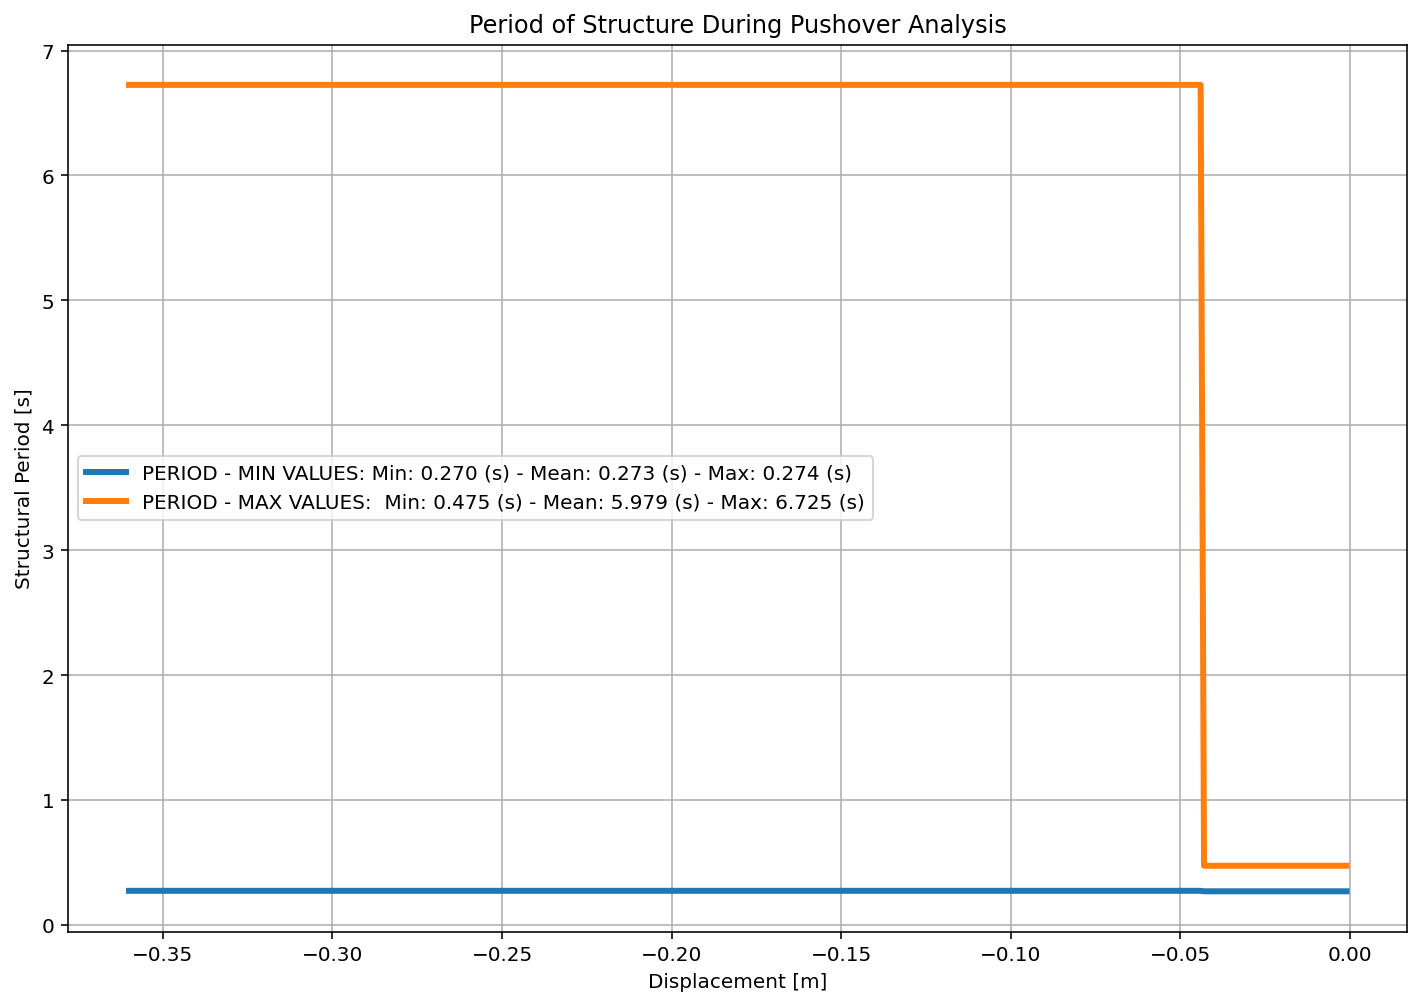 Period of Structure During Pushover Analysis
7
6
5
4
3
2
1
0
Structural Period [s]
PERIOD - MIN VALUES: Min: 0.270 (s) - Mean: 0.273 (s) - Max: 0.274 (s)
PERIOD - MAX VALUES:  Min: 0.475 (s) - Mean: 5.979 (s) - Max: 6.725 (s)
−0.35 −0.30 −0.25 −0.20 −0.15 −0.10 −0.05 0.00
Displacement [m]